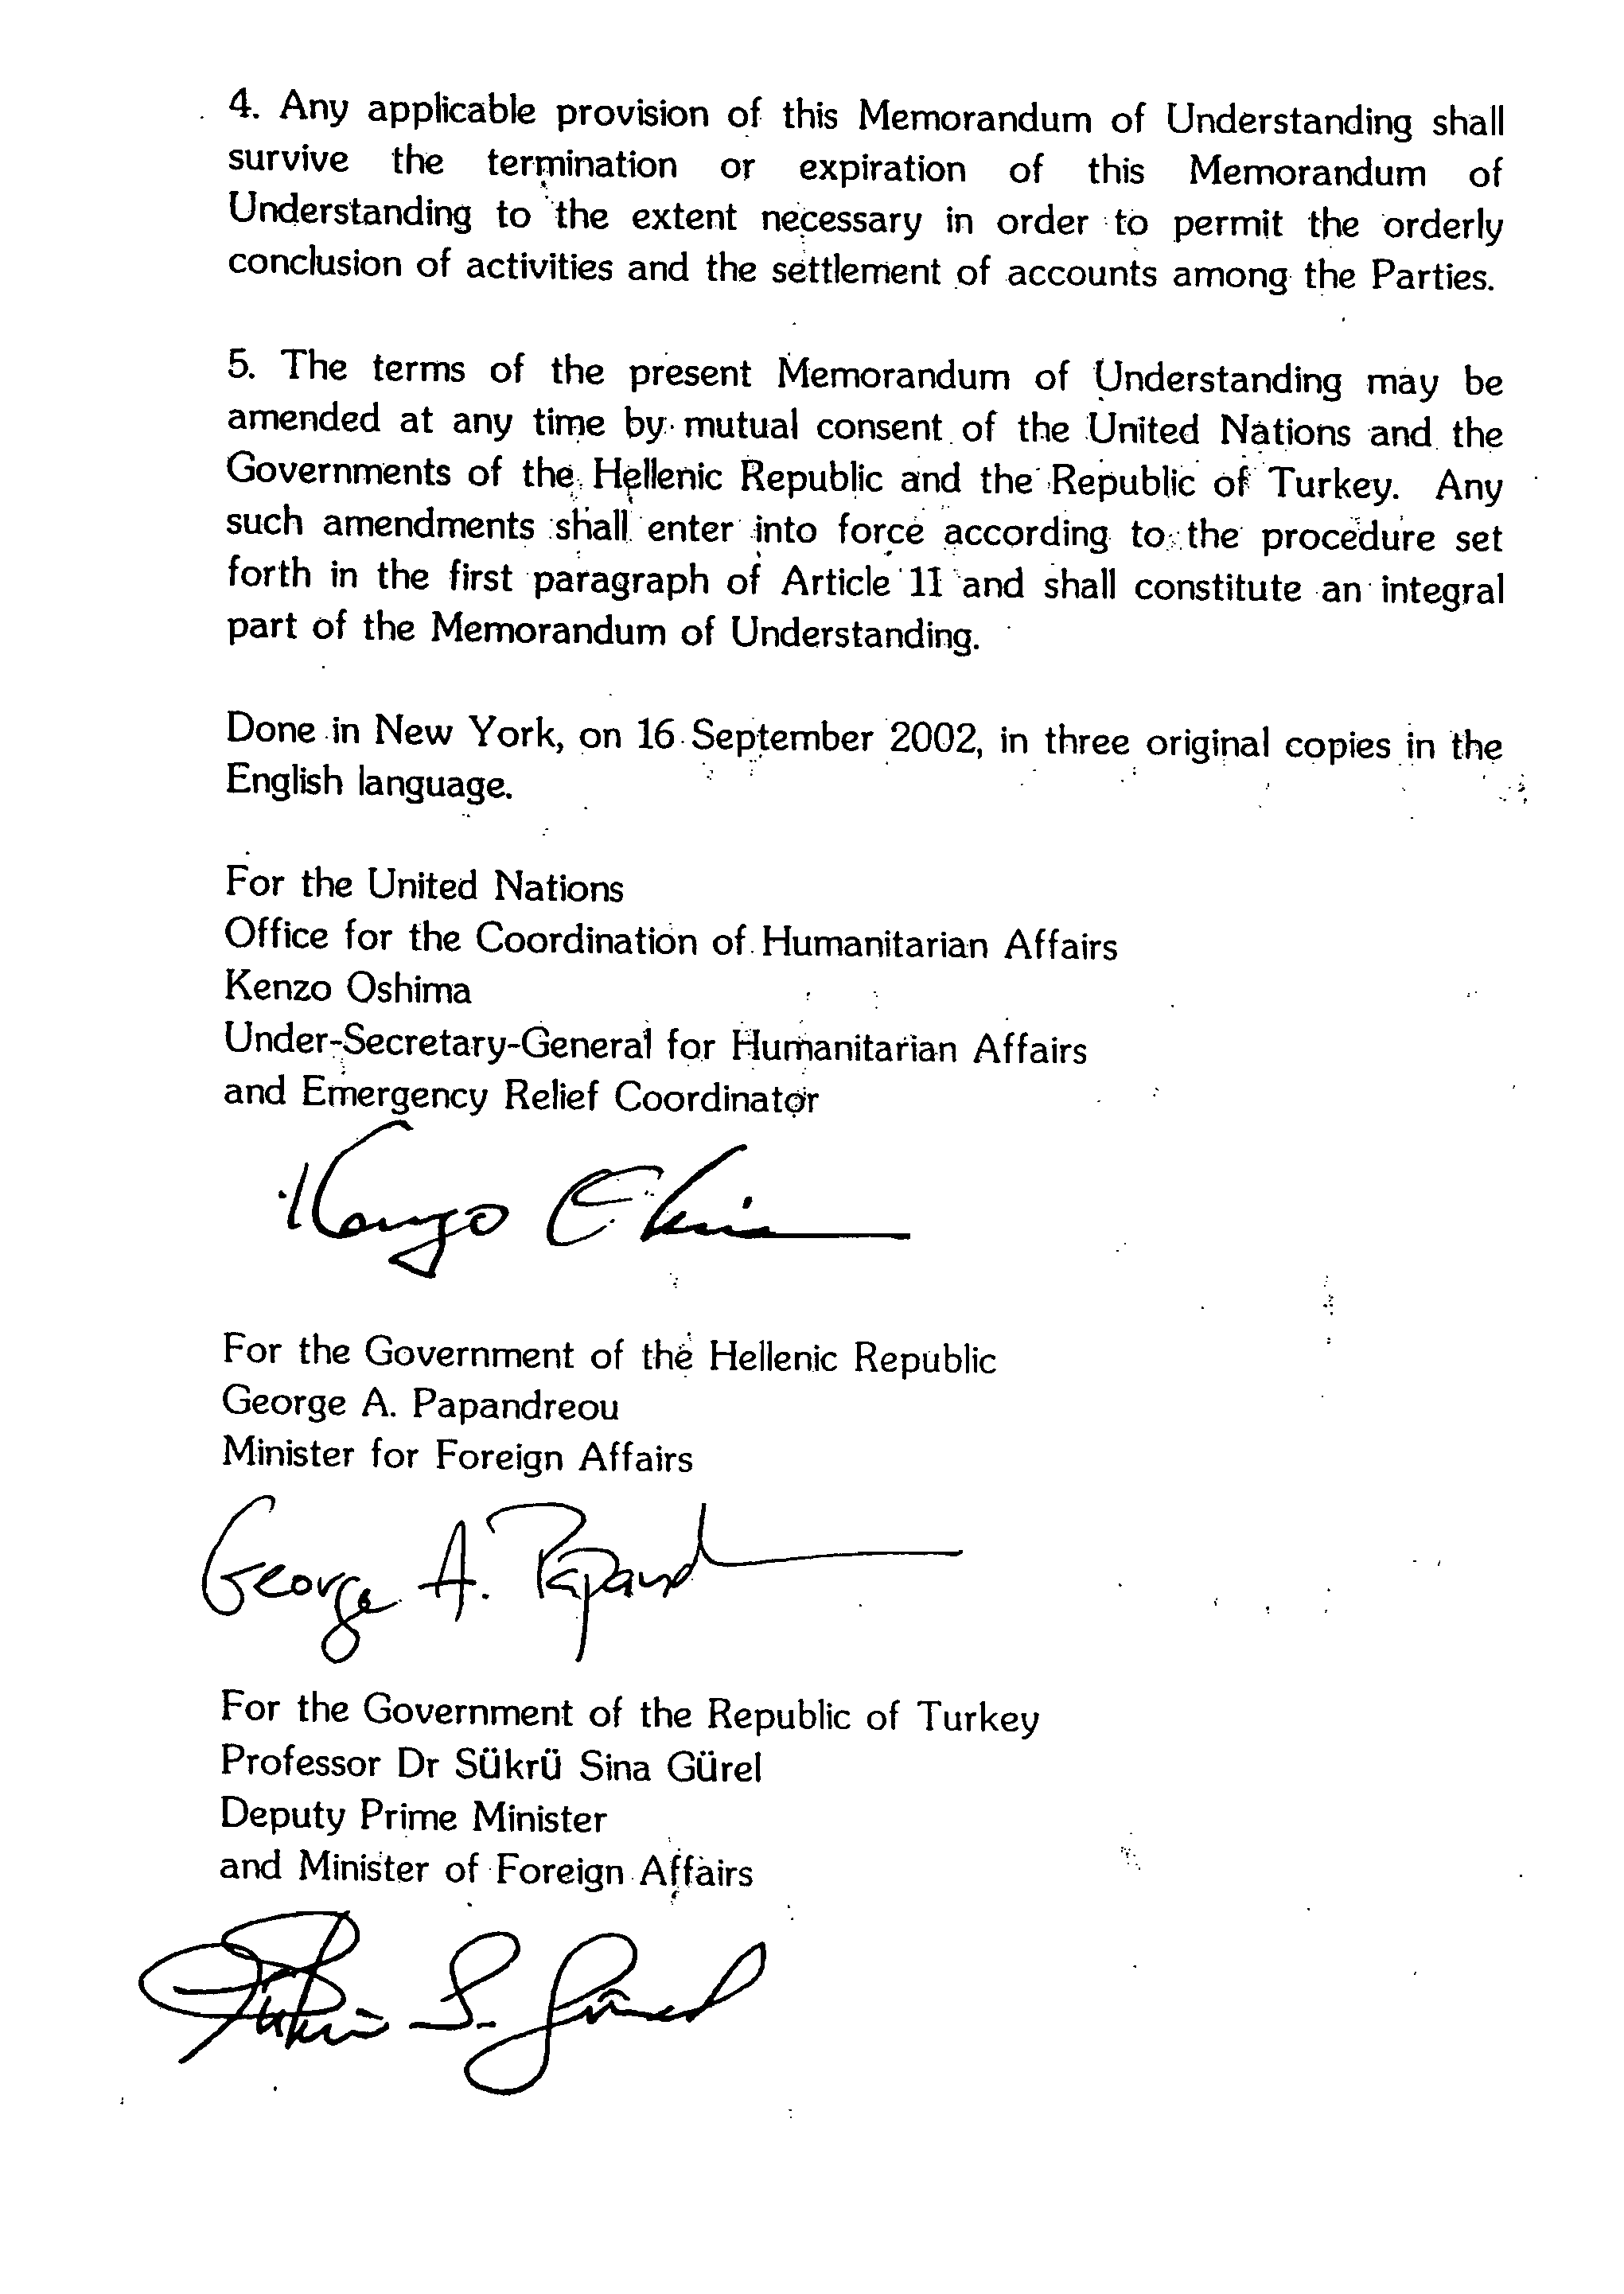 4. Any applicable provision of this Memorandum of Understanding shall
survive the termination or expiration of this Memorandum of
Understanding to the extent necessary in order to permit the orderly
conclusion of activities and the settlement of accounts among the Parties.
5. The terms of the present Memorandum of Understanding may be
amended at any time by mutual consent of the United Nations and the
Governments of the Hellenic Republic and the Republic of Turkey. Any
such amendments shall enter into force according to the procedure set
forth in the first paragraph of Article 11 and shall constitute an integral
part of the Memorandum of Understanding.
Done in New York, on 16 September 2002, in three original copies in the
English language.
For the United Nations
Office for the Coordination of Humanitarian Affairs
Kenzo Oshima
Under-Secretary-General for Humanitarian Affairs
and Emergency Relief Coordinator
Kenzo
For the Government of the Hellenic Republic
George A. Papandreou
Minister for Foreign Affairs
George A. Papand
For the Government of the Republic of Turkey
Professor Dr Sükrü Sina Gürel
Deputy Prime Minister
and Minister of Foreign Affairs
Şükrü S. Gürel